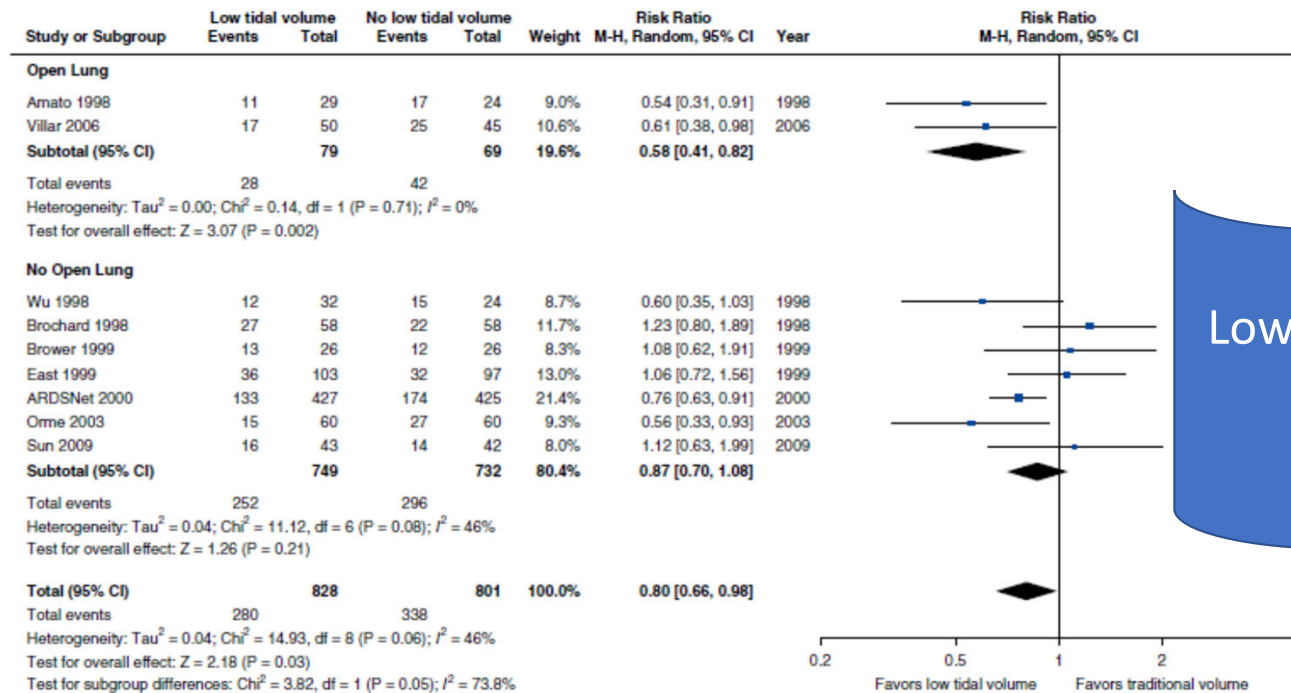 Low tidal volume No low tidal volume Risk Ratio Risk Ratio
Study or Subgroup Events Total Events Total Weight M-H, Random, 95% CI Year M-H, Random, 95% CI
Open Lung
Amato 1998 11 29 17 24 9.0% 0.54 [0.31, 0.91] 1998
Villar 2006 17 50 25 45 10.6% 0.61 [0.38, 0.98] 2006
Subtotal (95% CI) 79 69 19.6% 0.58 [0.41, 0.82]
Total events 28 42
Heterogeneity: Tau² = 0.00; Chi² = 0.14, df = 1 (P = 0.71); I² = 0%
Test for overall effect: Z = 3.07 (P = 0.002)
No Open Lung
Wu 1998 12 32 15 24 8.7% 0.60 [0.35, 1.03] 1998
Brochard 1998 27 58 22 58 11.7% 1.23 [0.80, 1.89] 1998
Brower 1999 13 26 12 26 8.3% 1.08 [0.62, 1.91] 1999
East 1999 36 103 32 97 13.0% 1.06 [0.72, 1.56] 1999
ARDSNet 2000 133 427 174 425 21.4% 0.76 [0.63, 0.91] 2000
Orme 2003 15 60 27 60 9.3% 0.56 [0.33, 0.93] 2003
Sun 2009 16 43 14 42 8.0% 1.12 [0.63, 1.99] 2009
Subtotal (95% CI) 749 732 80.4% 0.87 [0.70, 1.08]
Total events 252 296
Heterogeneity: Tau² = 0.04; Chi² = 11.12, df = 6 (P = 0.08); I² = 46%
Test for overall effect: Z = 1.26 (P = 0.21)
Low
Total (95% CI) 828 801 100.0% 0.80 [0.66, 0.98]
Total events 280 338
Heterogeneity: Tau² = 0.04; Chi² = 14.93, df = 8 (P = 0.06); I² = 46%
Test for overall effect: Z = 2.18 (P = 0.03)
Test for subgroup differences: Chi² = 3.82, df = 1 (P = 0.05); I² = 73.8%
0.2 0.5 1 2
Favors low tidal volume Favors traditional volume